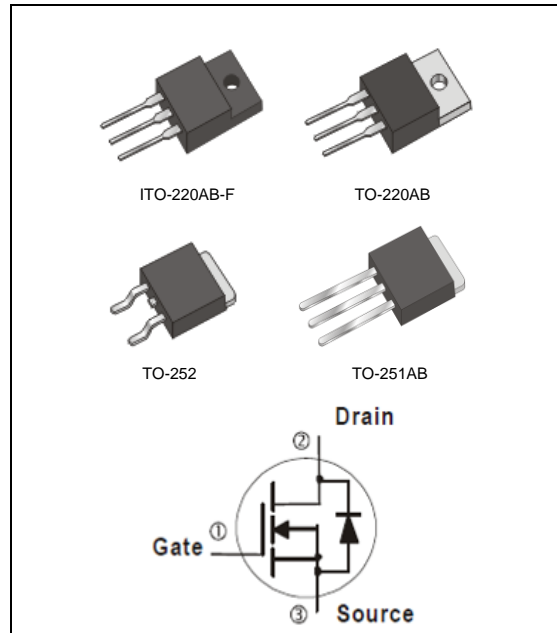 ITO-220AB-F
TO-220AB
TO-252
TO-251AB
Drain
②
①
Gate
③
Source